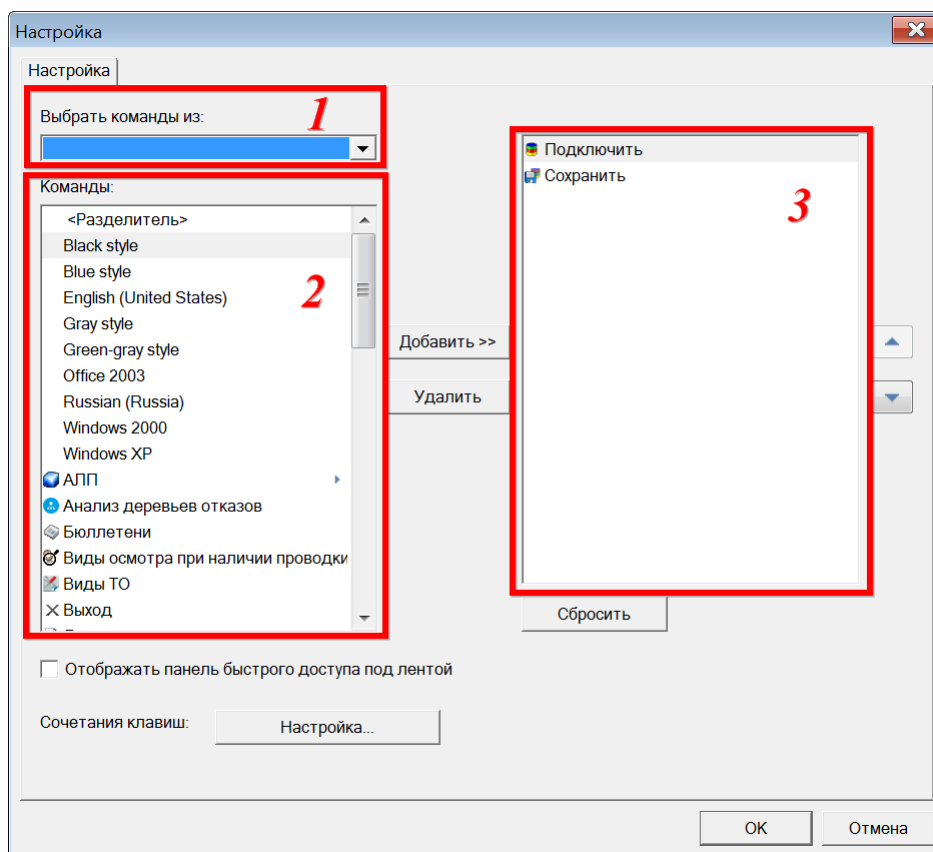 Настройка
Настройка
Выбрать команды из:
1
Команды:
<Разделитель>
Black style
Blue style
English (United States)
2
Gray style
Green-gray style
Office 2003
Russian (Russia)
Windows 2000
Windows XP
АЛП
Анализ деревьев отказов
Бюллетени
Виды осмотра при наличии проводки
Виды ТО
Выход
Добавить >>
Удалить
Подключить
Сохранить
3
Сбросить
Отображать панель быстрого доступа под лентой
Сочетания клавиш:
Настройка...
OK
Отмена